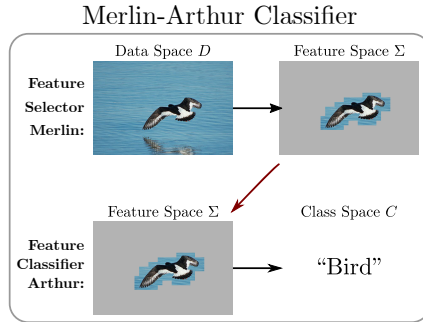 Merlin-Arthur Classifier
Data Space D
Feature Space Σ
Feature
Selector
Merlin:
Feature Space Σ
Class Space C
Feature
Classifier
Arthur:
“Bird”